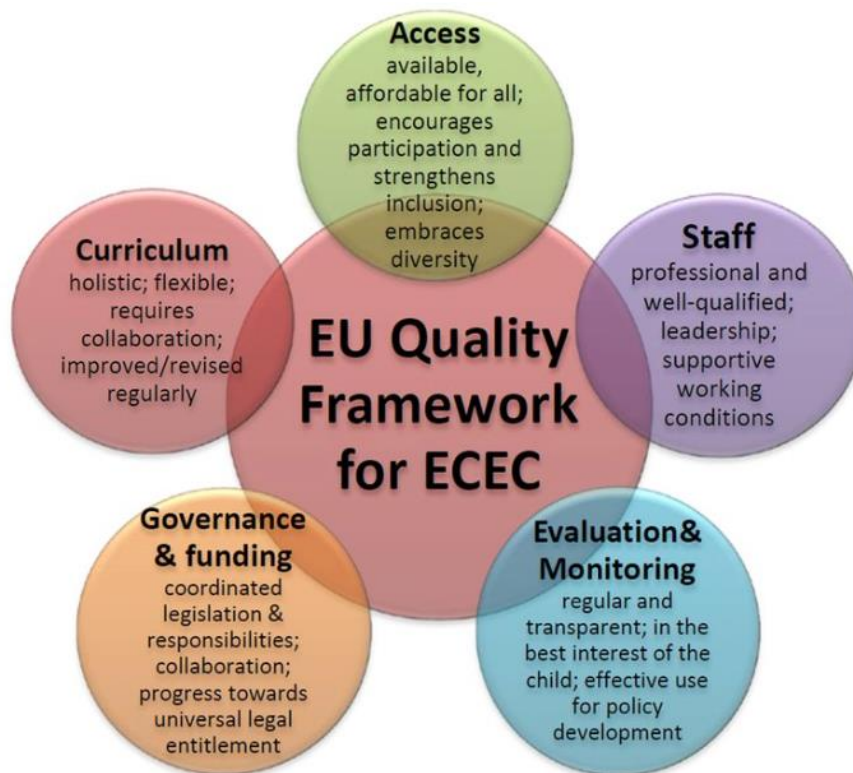 Access
available,
affordable for all;
encourages
participation and
strengthens
inclusion;
embraces
diversity
Curriculum
holistic; flexible;
requires
collaboration;
improved/revised
regularly
Staff
professional and
well-qualified;
leadership;
supportive
working
conditions
EU Quality
Framework
for ECEC
Governance
& funding
coordinated
legislation &
responsibilities;
collaboration;
progress towards
universal legal
entitlement
Evaluation&
Monitoring
regular and
transparent; in the
best interest of the
child; effective use
for policy
development